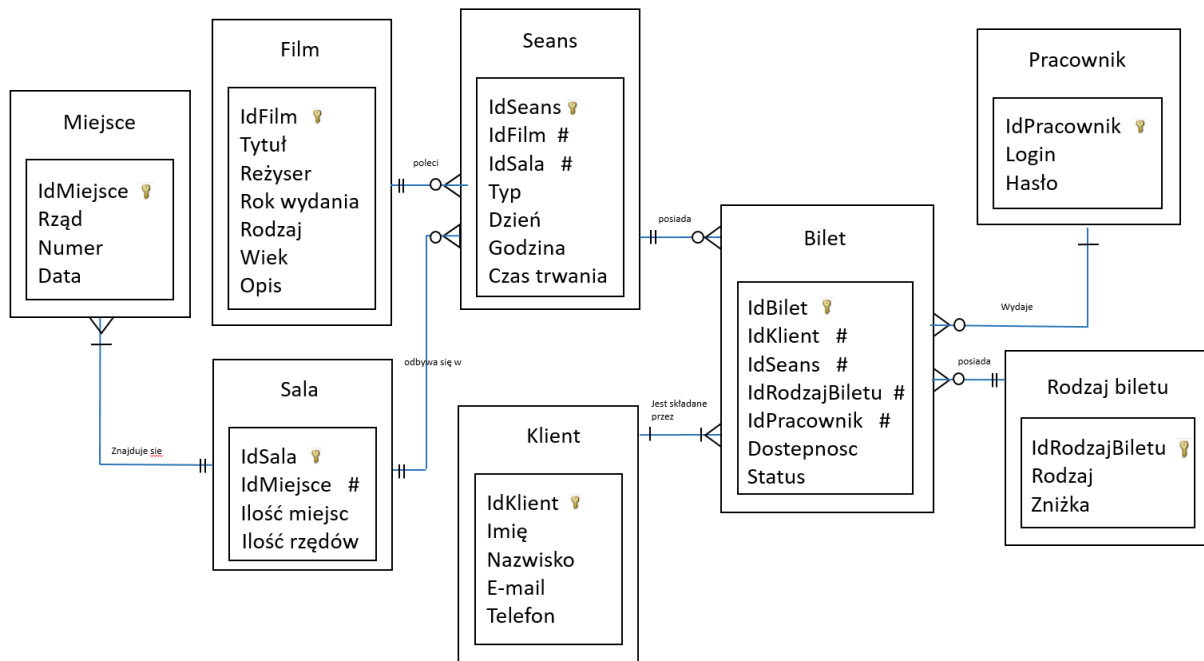 Miejsce
IdMiejsce
Rząd
Numer
Data
Film
IdFilm
Tytuł
Reżyser
Rok wydania
Rodzaj
Wiek
Opis
poleci
Seans
IdSeans
IdFilm #
IdSala #
Typ
Dzień
Godzina
Czas trwania
posiada
Bilet
IdBilet
IdKlient #
IdSeans #
IdRodzajBiletu #
IdPracownik #
Dostepnosc
Status
Pracownik
IdPracownik
Login
Hasło
Wydaje
posiada
Rodzaj biletu
IdRodzajBiletu
Rodzaj
Zniżka
Znajduje sie
Sala
IdSala
IdMiejsce #
Ilość miejsc
Ilość rzędów
odbywa się w
Klient
IdKlient
Imię
Nazwisko
E-mail
Telefon
Jest składane
przez